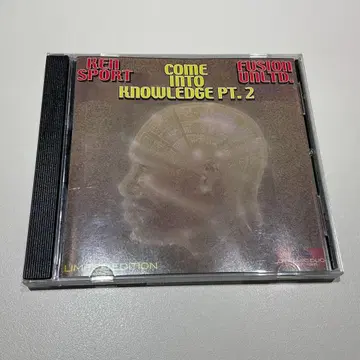 KEN
SPORT
COME
INTO
KNOWLEDGE PT. 2
FUSION
UNLTD.
LIMITED EDITION